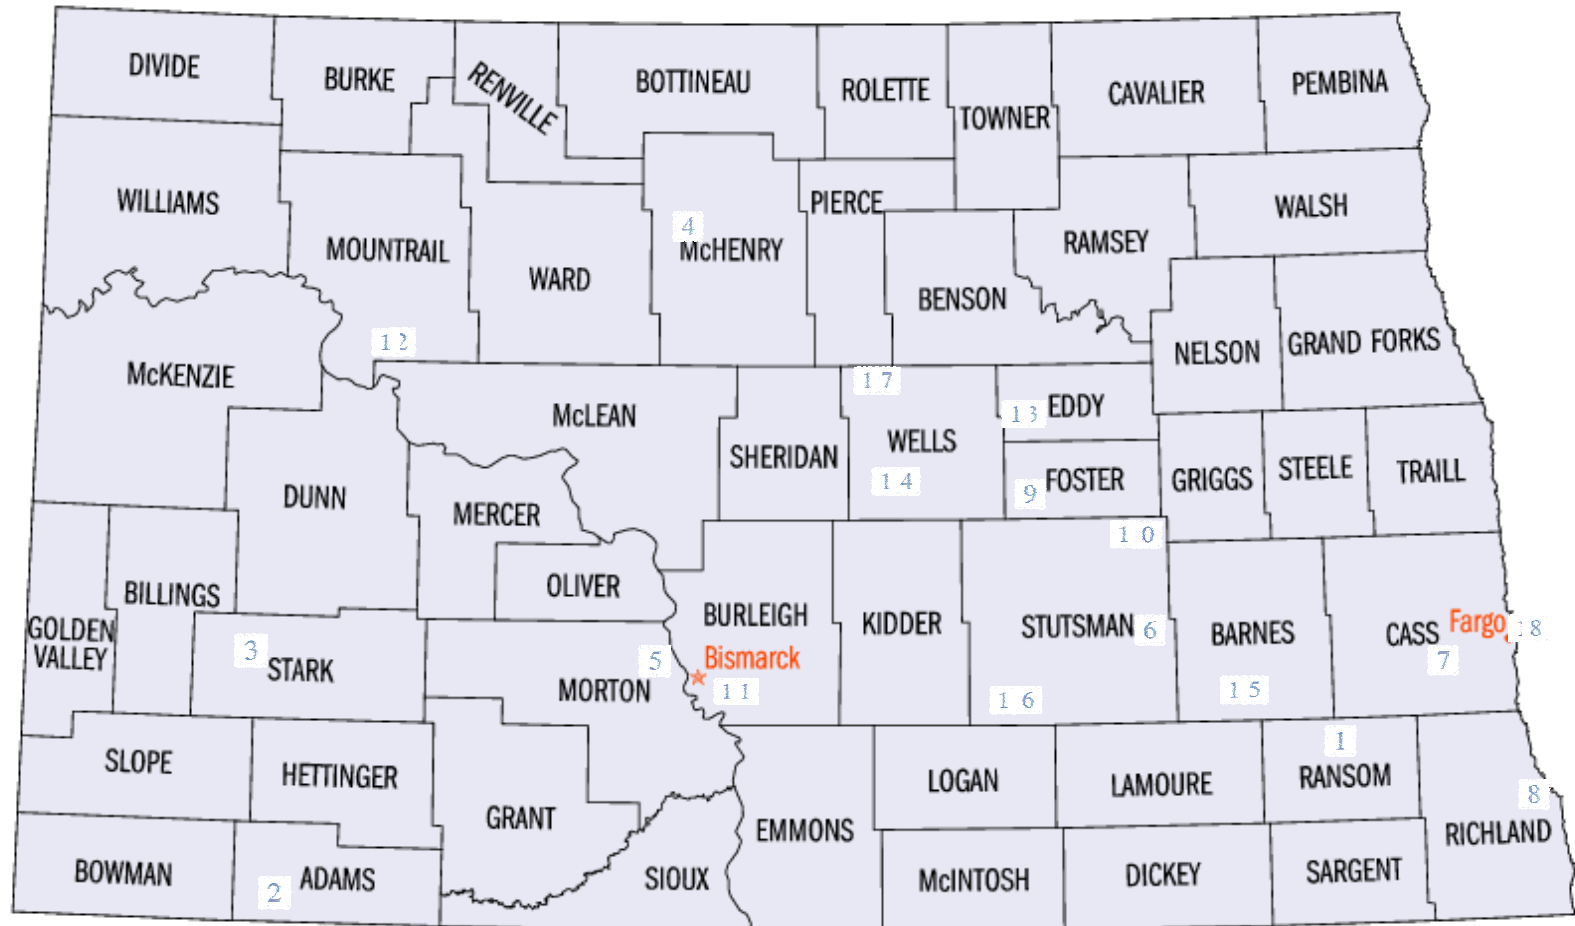 DIVIDE
BURKE
RENVILLE
BOTTINEAU
ROLETTE
TOWNER
CAVALIER
PEMBINA
WILLIAMS
MOUNTRAIL
WARD
4
McHENRY
PIERCE
BENSON
RAMSEY
WALSH
McKENZIE
12
McLEAN
SHERIDAN
17
WELLS
14
13
EDDY
9
FOSTER
NELSON
GRAND FORKS
GRIGGS
STEELE
TRAILL
DUNN
MERCER
OLIVER
GOLDEN
VALLEY
BILLINGS
3
STARK
5
MORTON
BURLEIGH
Bismarck
11
KIDDER
10
STUTSMAN
6
16
BARNES
15
CASS
7
Fargo
18
SLOPE
HETTINGER
GRANT
BOWMAN
2
ADAMS
SIOUX
EMMONS
LOGAN
McINTOSH
LAMOURE
DICKEY
1
RANSOM
SARGENT
8
RICHLAND